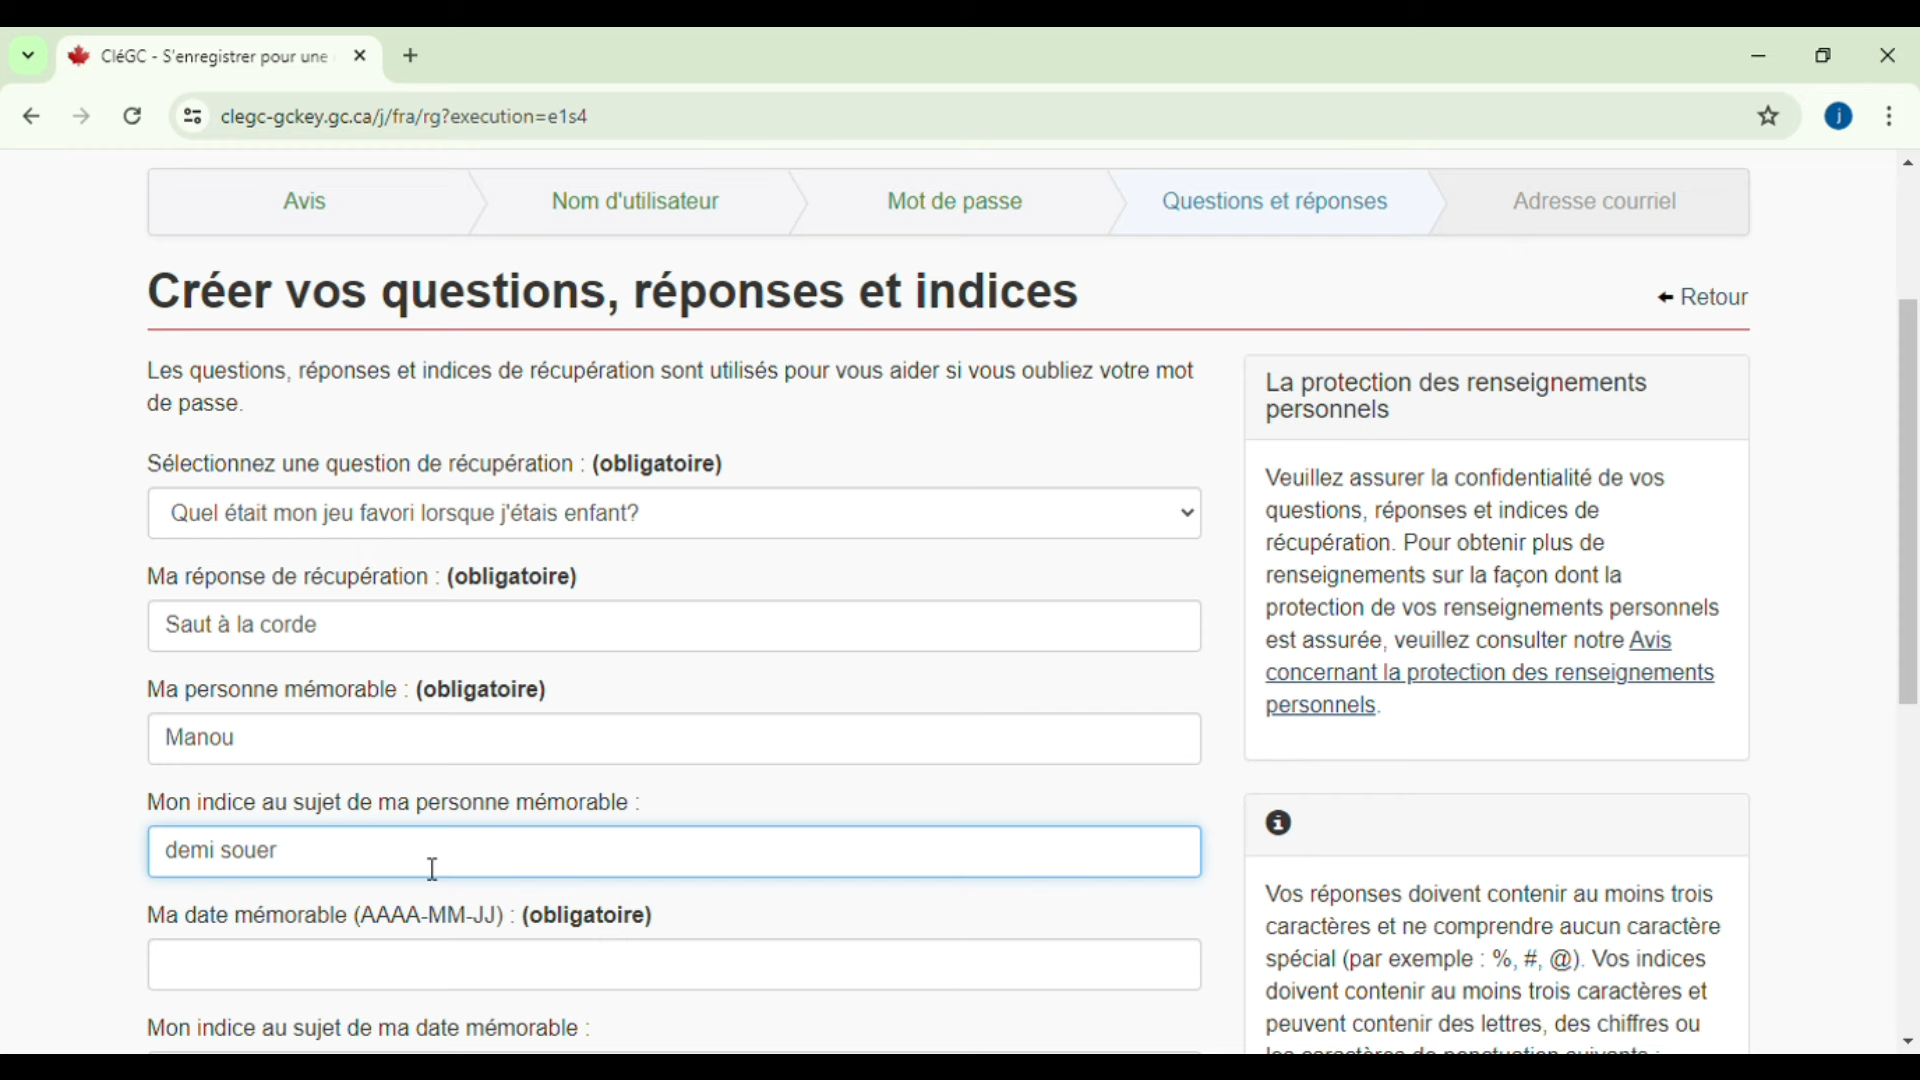 CléGC - S'enregistrer pour une
clegc-gckey.gc.ca/j/fra/rg?execution=e1s4
j
Avis
Nom d'utilisateur
Mot de passe
Questions et réponses
Adresse courriel
Créer vos questions, réponses et indices
Retour
Les questions, réponses et indices de récupération sont utilisés pour vous aider si vous oubliez votre mot
de passe.
Sélectionnez une question de récupération : (obligatoire)
Quel était mon jeu favori lorsque j'étais enfant?
Ma réponse de récupération : (obligatoire)
Saut à la corde
Ma personne mémorable : (obligatoire)
Manou
Mon indice au sujet de ma personne mémorable :
demi souer
Ma date mémorable (AAAA-MM-JJ) : (obligatoire)
Mon indice au sujet de ma date mémorable :
La protection des renseignements
personnels
Veuillez assurer la confidentialité de vos
questions, réponses et indices de
récupération. Pour obtenir plus de
renseignements sur la façon dont la
protection de vos renseignements personnels
est assurée, veuillez consulter notre Avis
concernant la protection des renseignements
personnels.
Vos réponses doivent contenir au moins trois
caractères et ne comprendre aucun caractère
spécial (par exemple : %, #, @). Vos indices
doivent contenir au moins trois caractères et
peuvent contenir des lettres, des chiffres ou
les caractères de ponctuation suivants :